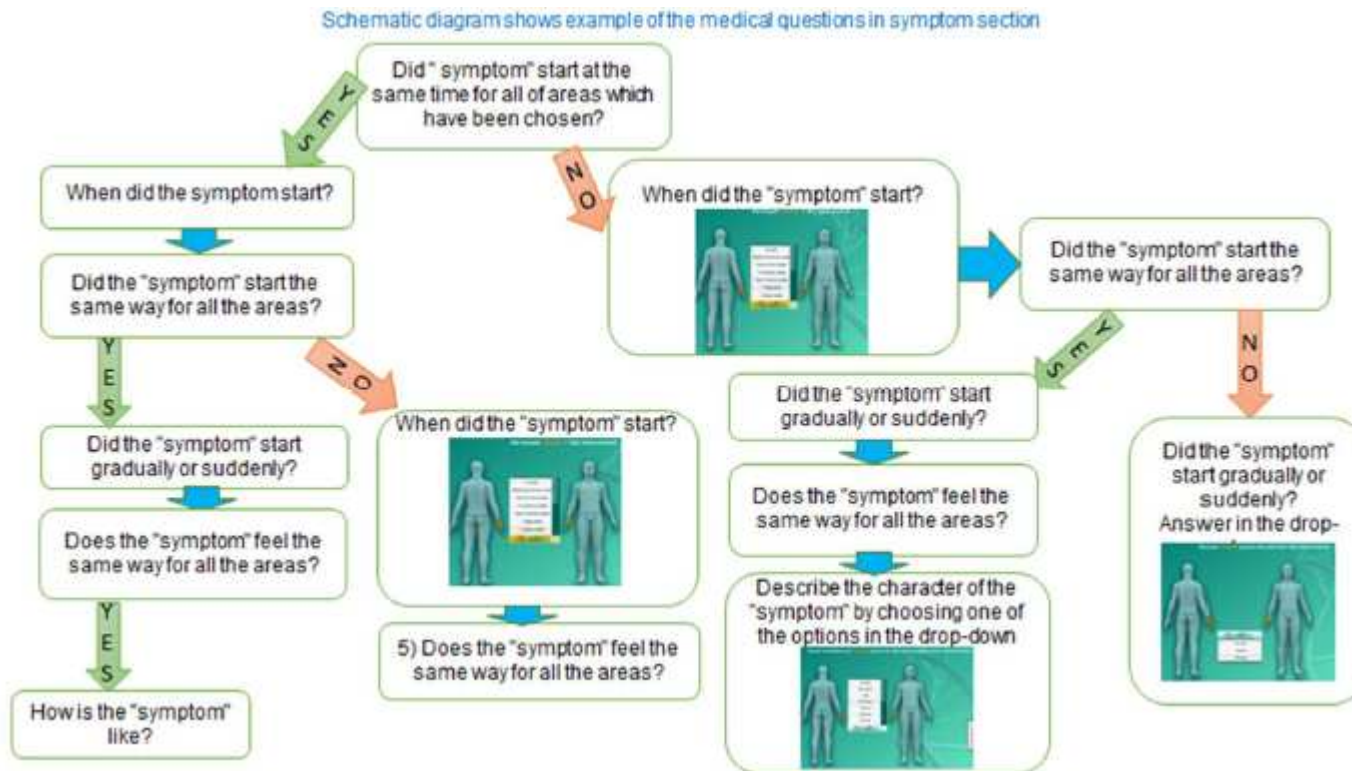 Schematic diagram shows example of the medical questions in symptom section
Did " symptom" start at the
same time for all of areas which
have been chosen?
YES
NO
When did the symptom start?
When did the "symptom" start?
Did the "symptom" start the
same way for all the areas?
Did the "symptom" start the
same way for all the areas?
YES
NO
YES
NO
Did the "symptom" start
gradually or suddenly?
When did the "symptom" start?
Did the "symptom" start
gradually or suddenly?
Did the "symptom"
start gradually or
suddenly?
Answer in the drop-
Does the "symptom" feel the
same way for all the areas?
Does the "symptom" feel the
same way for all the areas?
YES
5) Does the "symptom" feel the
same way for all the areas?
Describe the character of the
"symptom" by choosing one of
the options in the drop-down
How is the "symptom"
like?